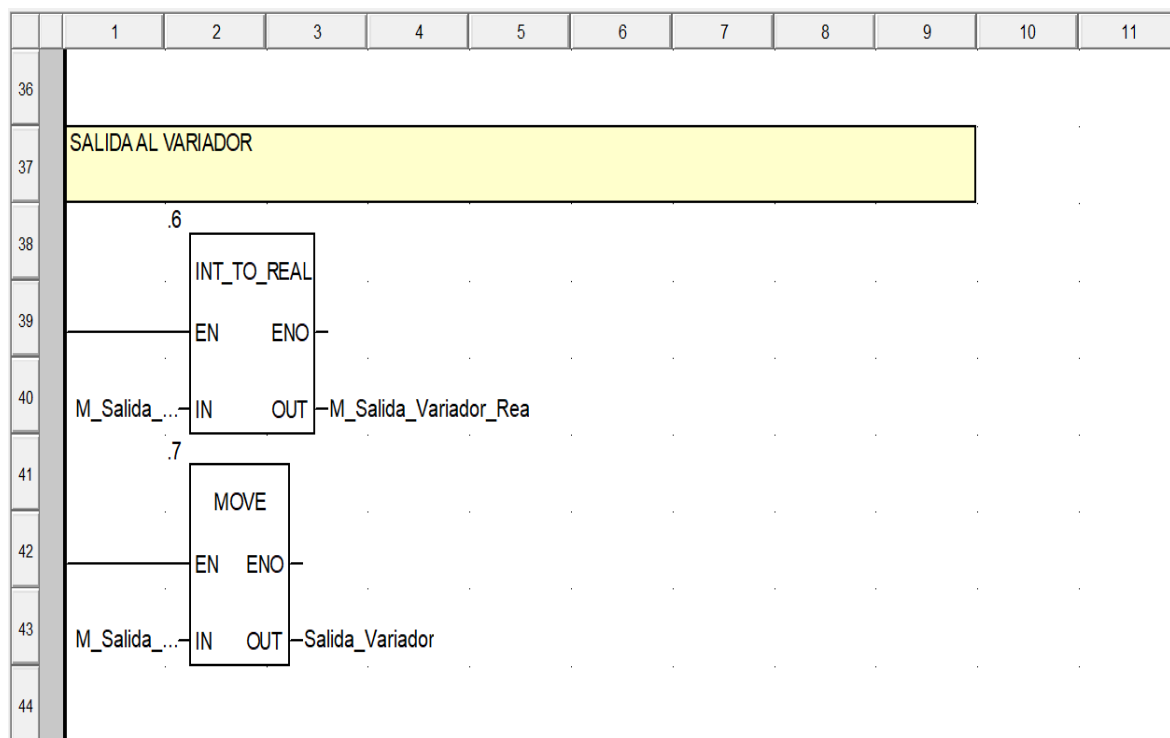 1 2 3 4 5 6 7 8 9 10 11
36
37 SALIDA AL VARIADOR
.6
38 INT_TO_REAL
39 EN ENO
40 M_Salida_... IN OUT M_Salida_Variador_Rea
.7
41
MOVE
42 EN ENO
43 M_Salida_... IN OUT Salida_Variador
44